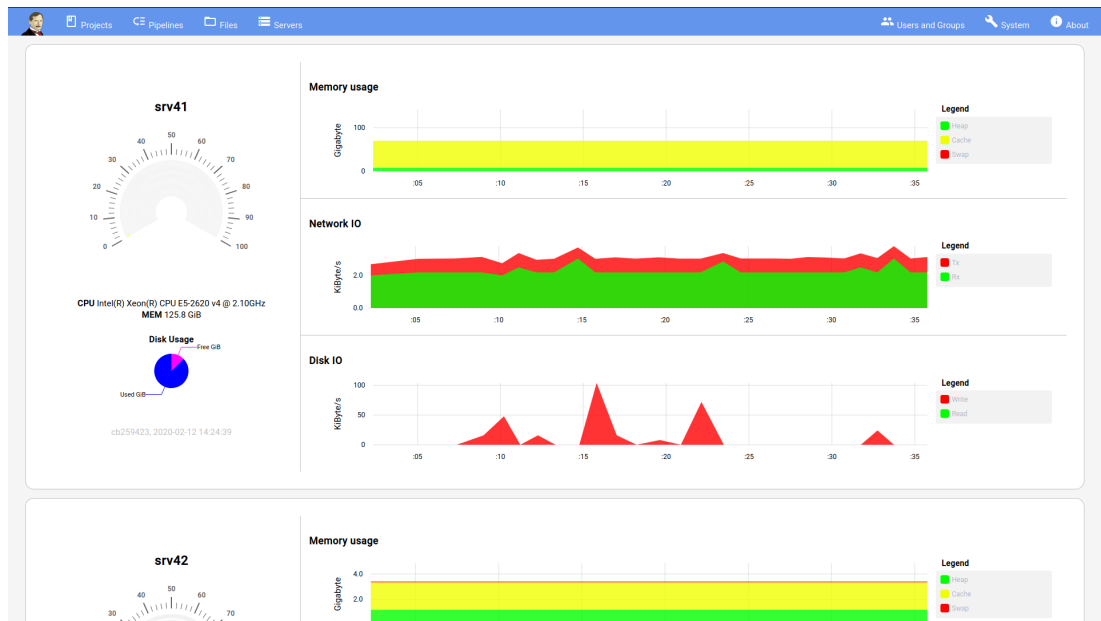 Projects Pipelines Files Servers Users and Groups System About
srv41
0 10 20 30 40 50 60 70 80 90 100
CPU Intel(R) Xeon(R) CPU E5-2620 v4 @ 2.10GHz
MEM 125.8 GiB
Disk Usage
Free GiB
Used GiB
cb259423, 2020-02-12 14:24:39
Memory usage
Gigabyte
100
0
:05 :10 :15 :20 :25 :30 :35
Legend
Heap
Cache
Swap
Network IO
KiByte/s
2.0
0.0
:05 :10 :15 :20 :25 :30 :35
Legend
Tx
Rx
Disk IO
KiByte/s
100
50
0
:05 :10 :15 :20 :25 :30 :35
Legend
Write
Read
srv42
30 40 50 60 70
Memory usage
Gigabyte
4.0
2.0
Legend
Heap
Cache
Swap